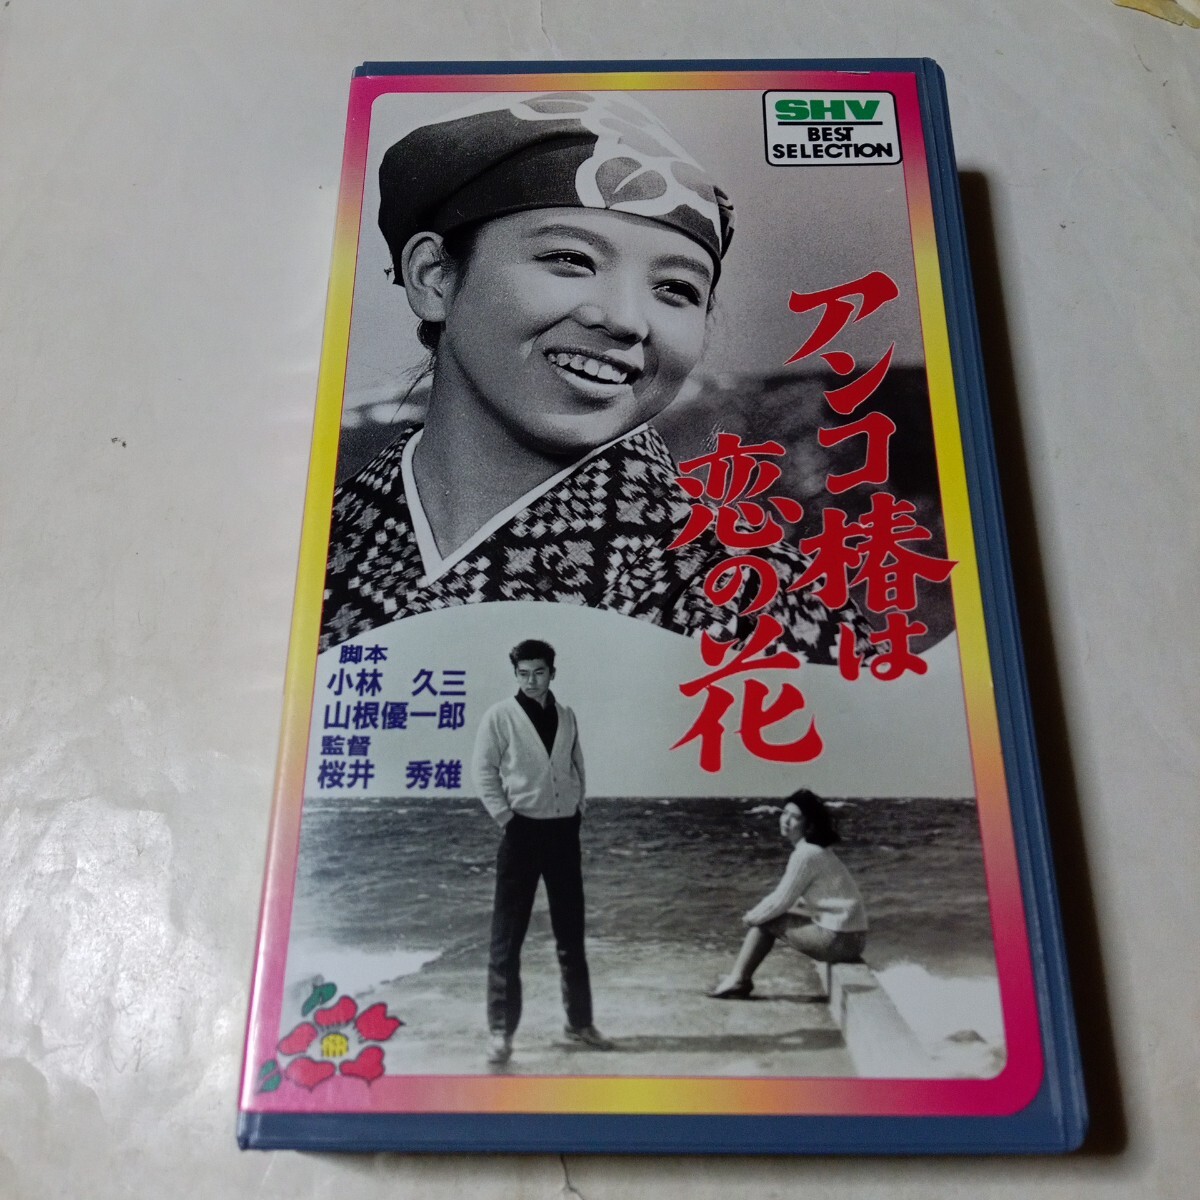 SHV
BEST
SELECTION
アンコ椿は
恋の花
脚本
小林 久三
山根優一郎
監督
桜井 秀雄